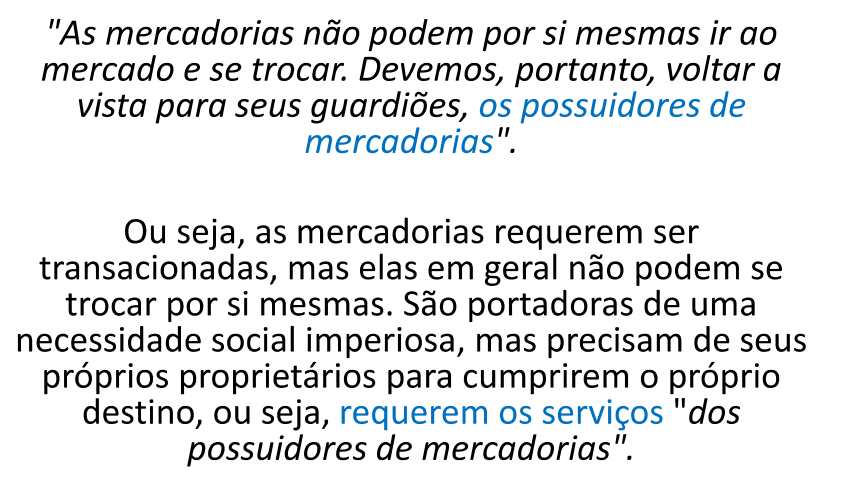 "As mercadorias não podem por si mesmas ir ao
mercado e se trocar. Devemos, portanto, voltar a
vista para seus guardiões, os possuidores de
mercadorias".
Ou seja, as mercadorias requerem ser
transacionadas, mas elas em geral não podem se
trocar por si mesmas. São portadoras de uma
necessidade social imperiosa, mas precisam de seus
próprios proprietários para cumprirem o próprio
destino, ou seja, requerem os serviços "dos
possuidores de mercadorias".